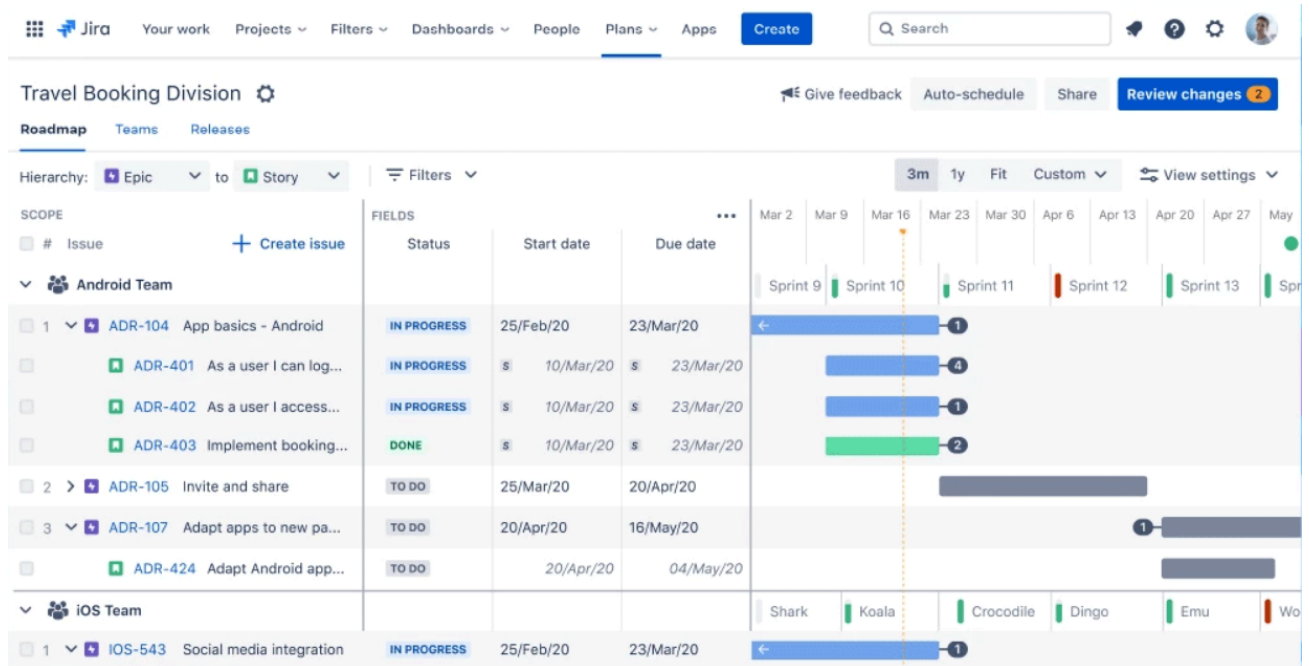 Jira Your work Projects Filters Dashboards People Plans Apps Create Search
Travel Booking Division Give feedback Auto-schedule Share Review changes 2
Roadmap Teams Releases
Hierarchy: Epic to Story Filters 3m 1y Fit Custom View settings
SCOPE FIELDS ••• Mar 2 Mar 9 Mar 16 Mar 23 Mar 30 Apr 6 Apr 13 Apr 20 Apr 27 May
# Issue + Create issue Status Start date Due date
Android Team Sprint 9 Sprint 10 Sprint 11 Sprint 12 Sprint 13 Spr
1 ADR-104 App basics - Android IN PROGRESS 25/Feb/20 23/Mar/20 1
ADR-401 As a user I can log... IN PROGRESS S 10/Mar/20 S 23/Mar/20 4
ADR-402 As a user I access... IN PROGRESS S 10/Mar/20 S 23/Mar/20 1
ADR-403 Implement booking... DONE S 10/Mar/20 S 23/Mar/20 2
2 ADR-105 Invite and share TO DO 25/Mar/20 20/Apr/20
3 ADR-107 Adapt apps to new pa... TO DO 20/Apr/20 16/May/20 1
ADR-424 Adapt Android app... TO DO 20/Apr/20 04/May/20
iOS Team Shark Koala Crocodile Dingo Emu Wo
1 IOS-543 Social media integration IN PROGRESS 25/Feb/20 23/Mar/20 1